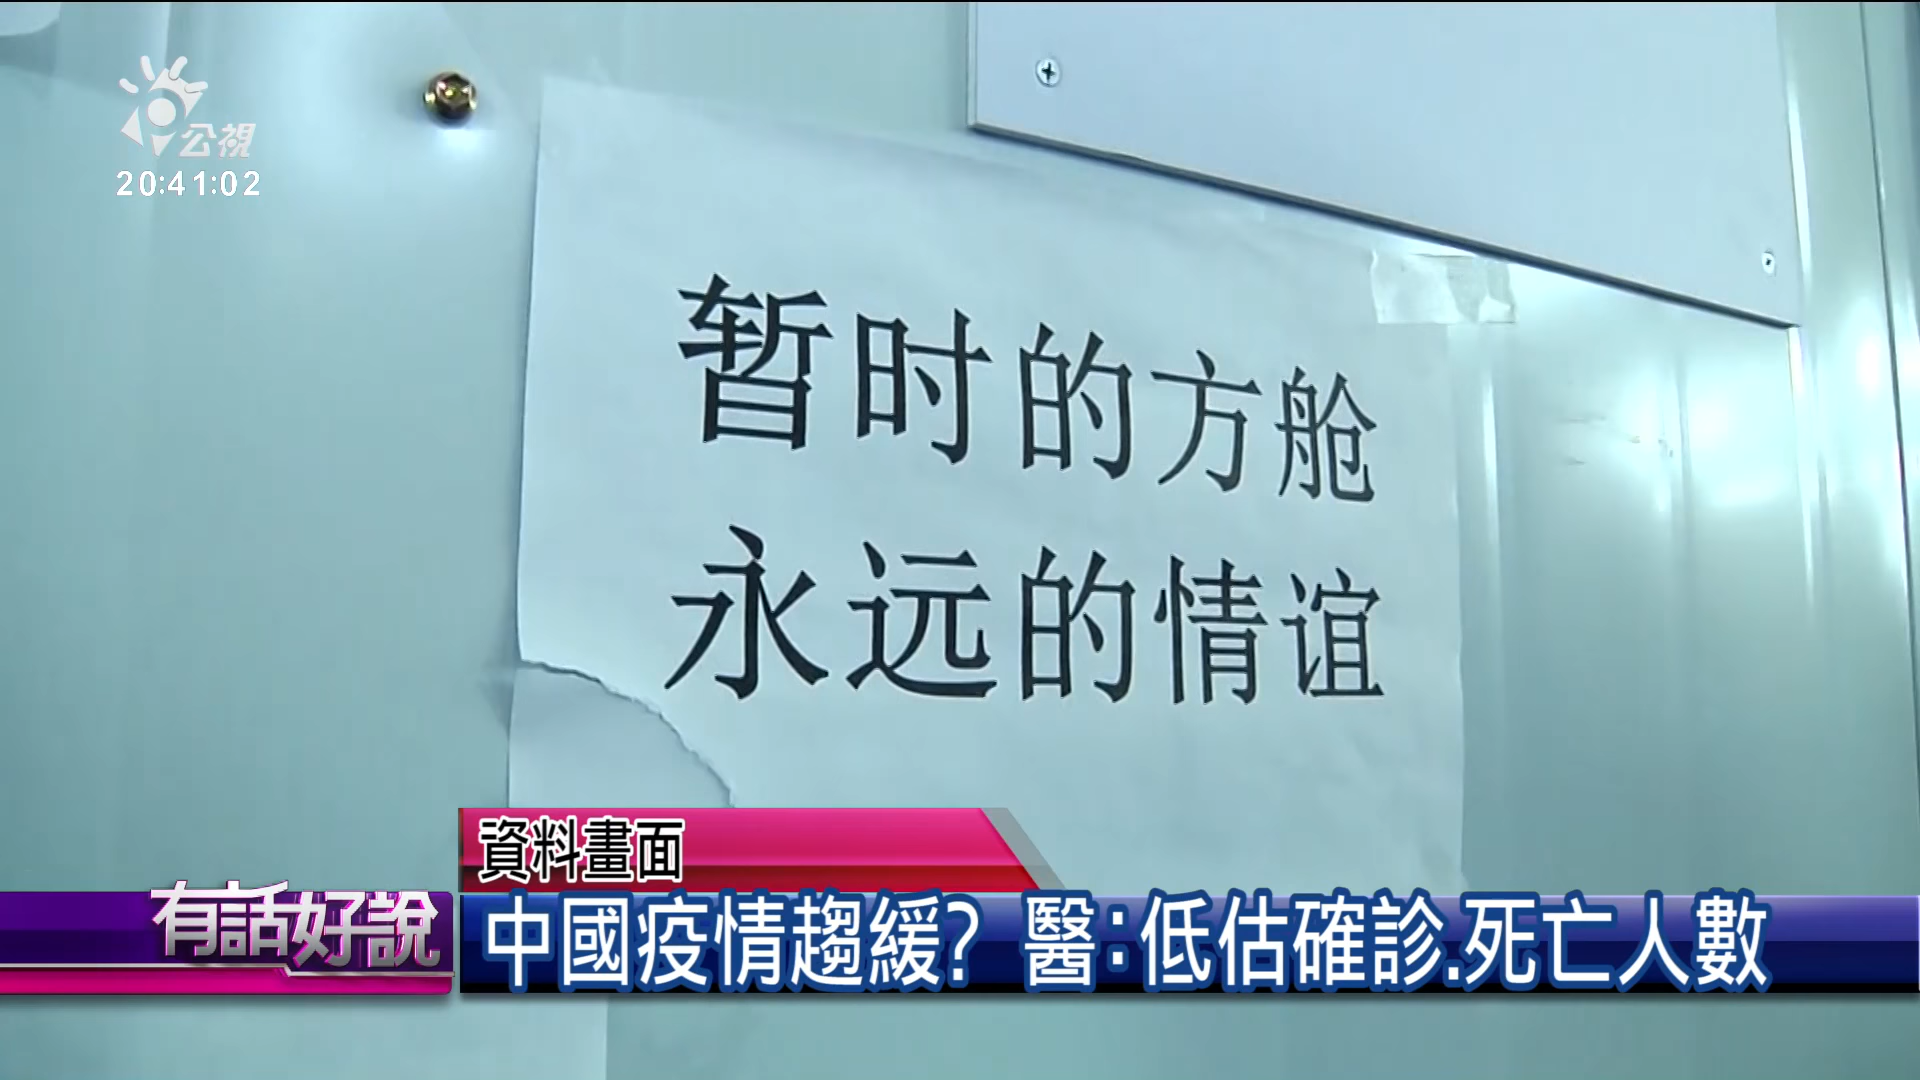 公視
20:41:02
暂时的方舱
永远的情谊
資料畫面
有話好說
中國疫情趨緩? 醫:低估確診.死亡人數